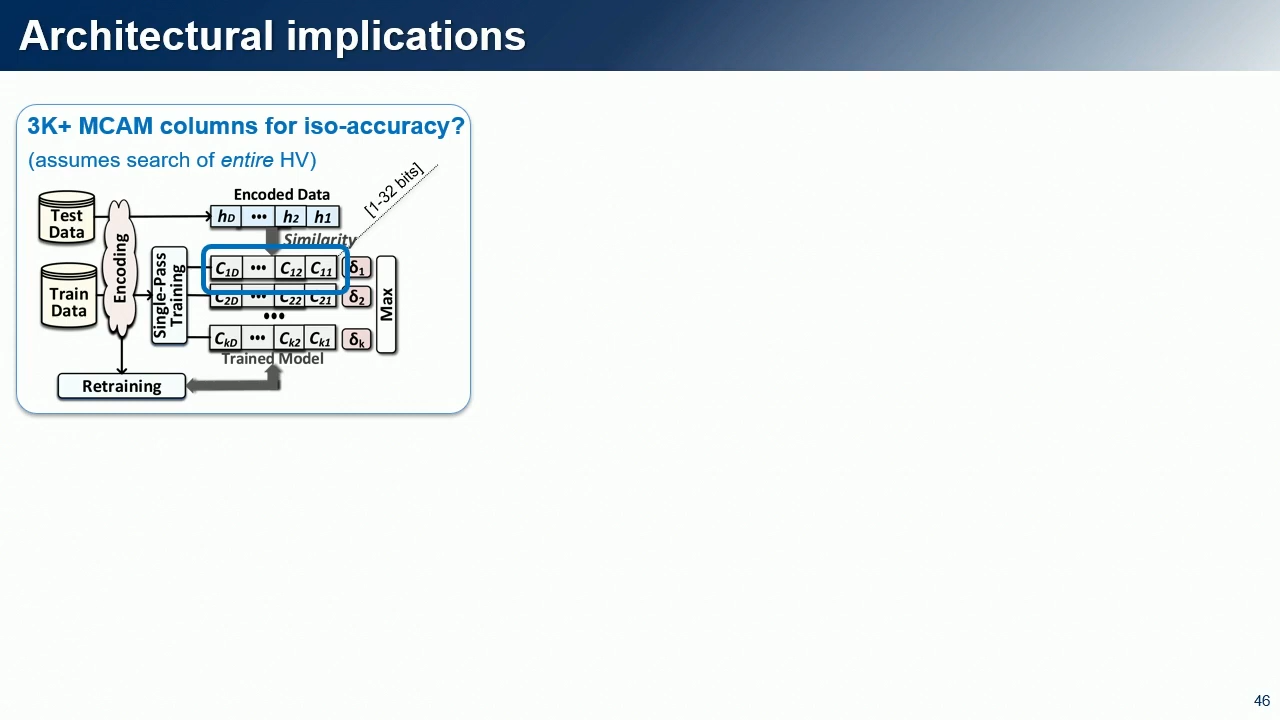 Architectural implications
3K+ MCAM columns for iso-accuracy?
(assumes search of entire HV)
[1-32 bits]
Encoded Data
Test
Data
hD ••• h2 h1
Similarity
Encoding
Single-Pass
Training
C1D ••• C12 C11 δ1
Train
Data
C2D ••• C22 C21 δ2
•••
Max
CkD ••• Ck2 Ck1 δk
Trained Model
Retraining
46